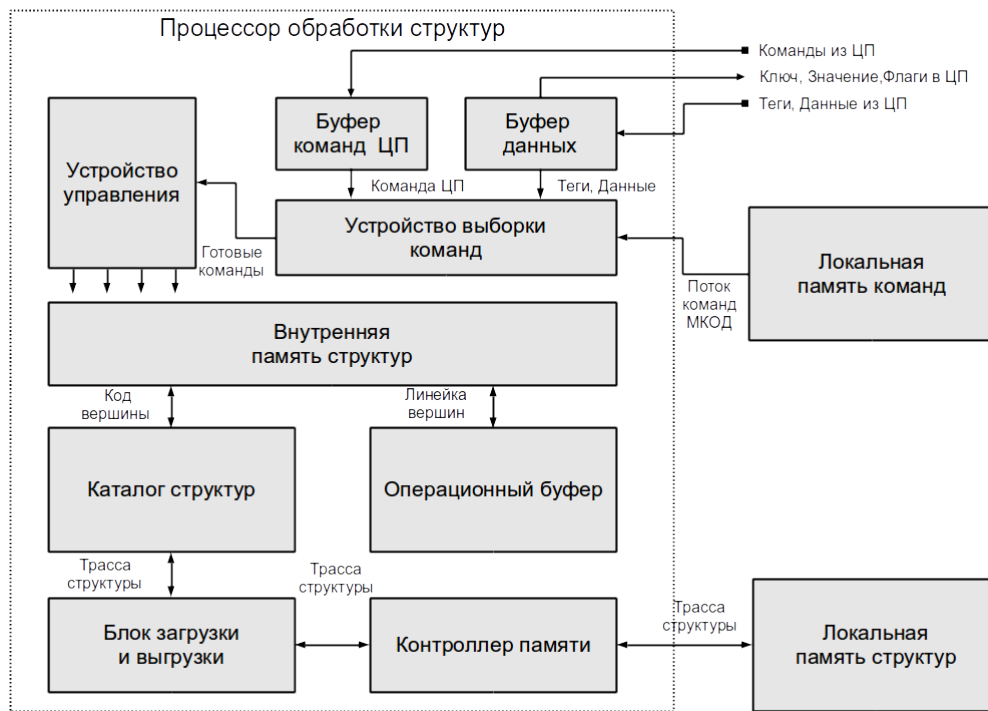 Процессор обработки структур
Команды из ЦП
Ключ, Значение,Флаги в ЦП
Теги, Данные из ЦП
Буфер
команд ЦП
Буфер
данных
Устройство
управления
Команда ЦП
Теги, Данные
Устройство выборки
команд
Готовые
команды
Локальная
память команд
Поток
команд
МКОД
Внутренняя
память структур
Код
вершины
Линейка
вершин
Каталог структур
Операционный буфер
Трасса
структуры
Трасса
структуры
Трасса
структуры
Блок загрузки
и выгрузки
Контроллер памяти
Локальная
память структур